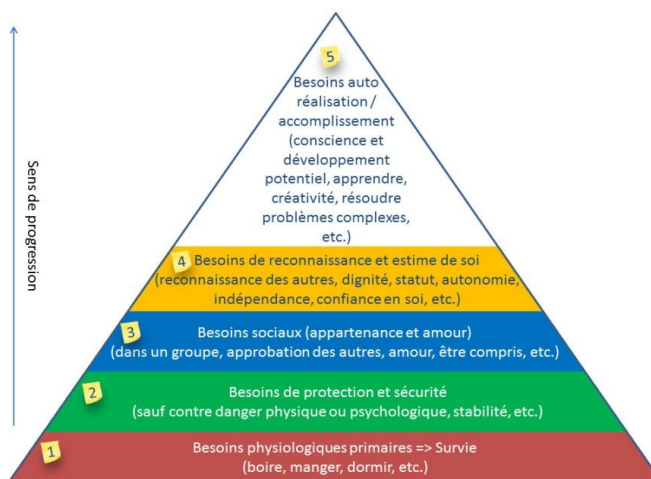 5
Besoins auto
réalisation /
accomplissement
(conscience et
développement
potentiel, apprendre,
créativité, résoudre
problèmes complexes,
etc.)
4
Besoins de reconnaissance et estime de soi
(reconnaissance des autres, dignité, statut, autonomie,
indépendance, confiance en soi, etc.)
3
Besoins sociaux (appartenance et amour)
(dans un groupe, approbation des autres, amour, être compris, etc.)
2
Besoins de protection et sécurité
(sauf contre danger physique ou psychologique, stabilité, etc.)
1
Besoins physiologiques primaires => Survie
(boire, manger, dormir, etc.)
Sens de progression